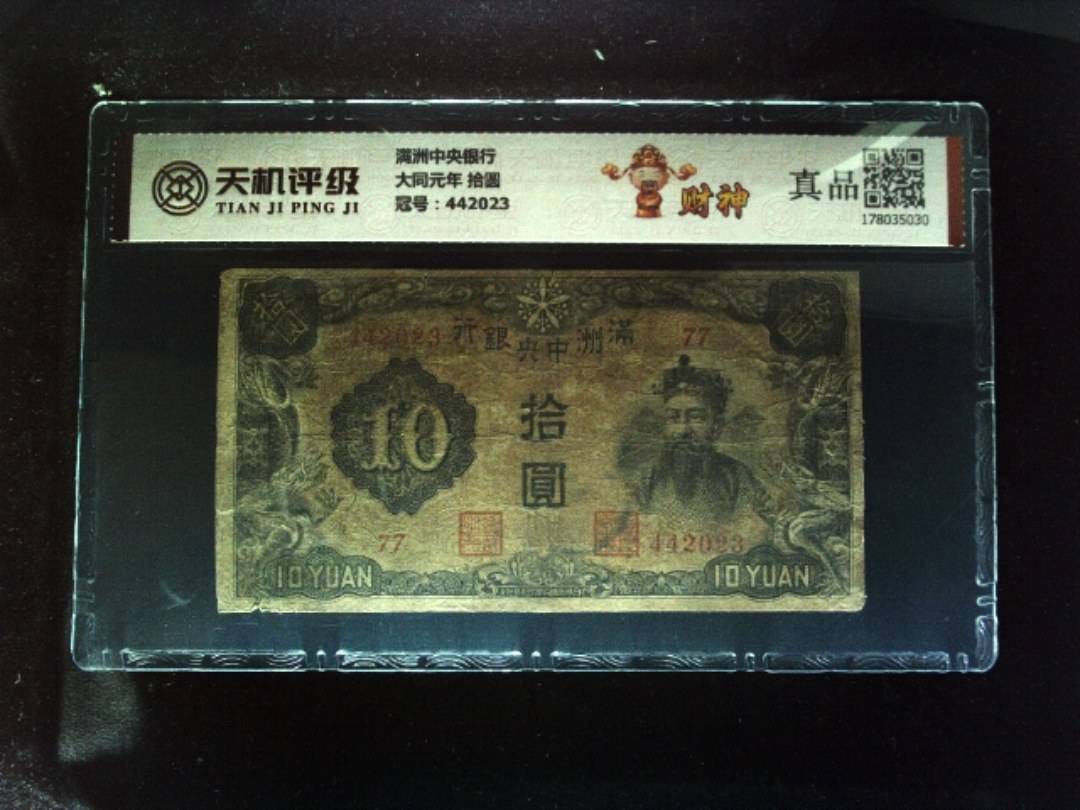 天机评级
TIAN JI PING JI
满洲中央银行
大同元年 拾圆
冠号：442023
财神
真品
178035030
拾圓
拾圓
442023
行銀央中洲滿
77
10
拾
圓
77
442023
10 YUAN
10 YUAN